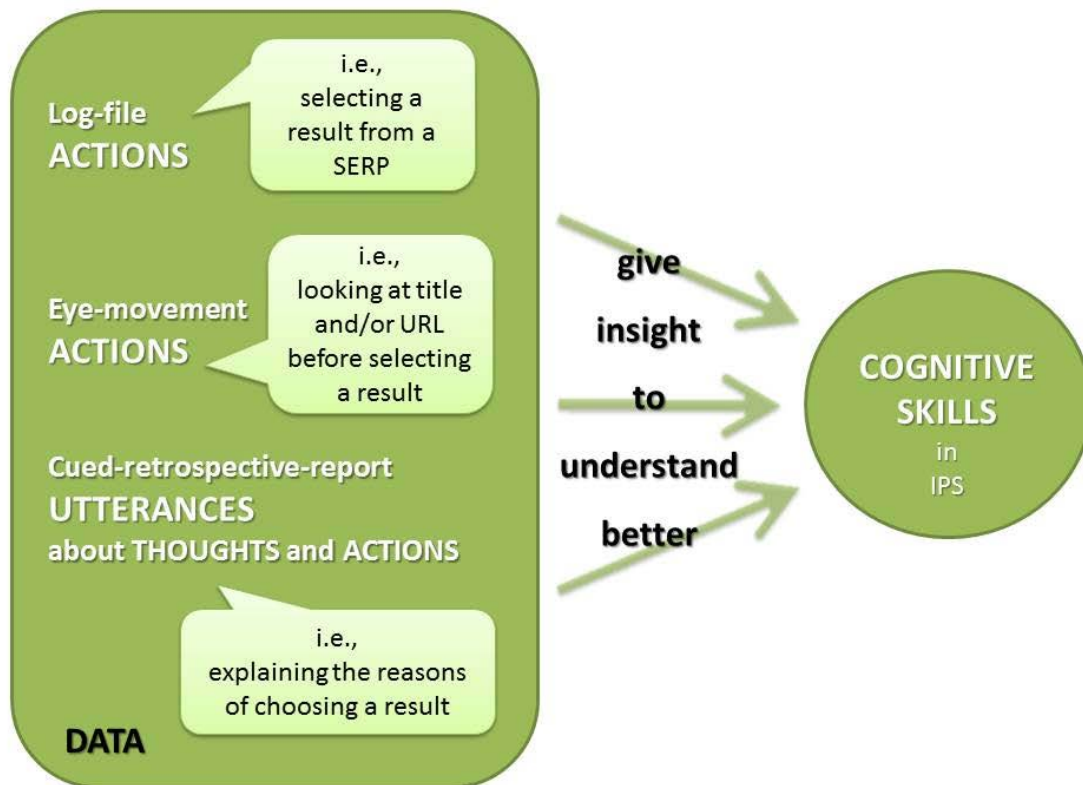 Log-file
ACTIONS
i.e.,
selecting a
result from a
SERP
Eye-movement
ACTIONS
i.e.,
looking at title
and/or URL
before selecting
a result
Cued-retrospective-report
UTTERANCES
about THOUGHTS and ACTIONS
i.e.,
explaining the reasons
of choosing a result
DATA
give
insight
to
understand
better
COGNITIVE
SKILLS
in
IPS